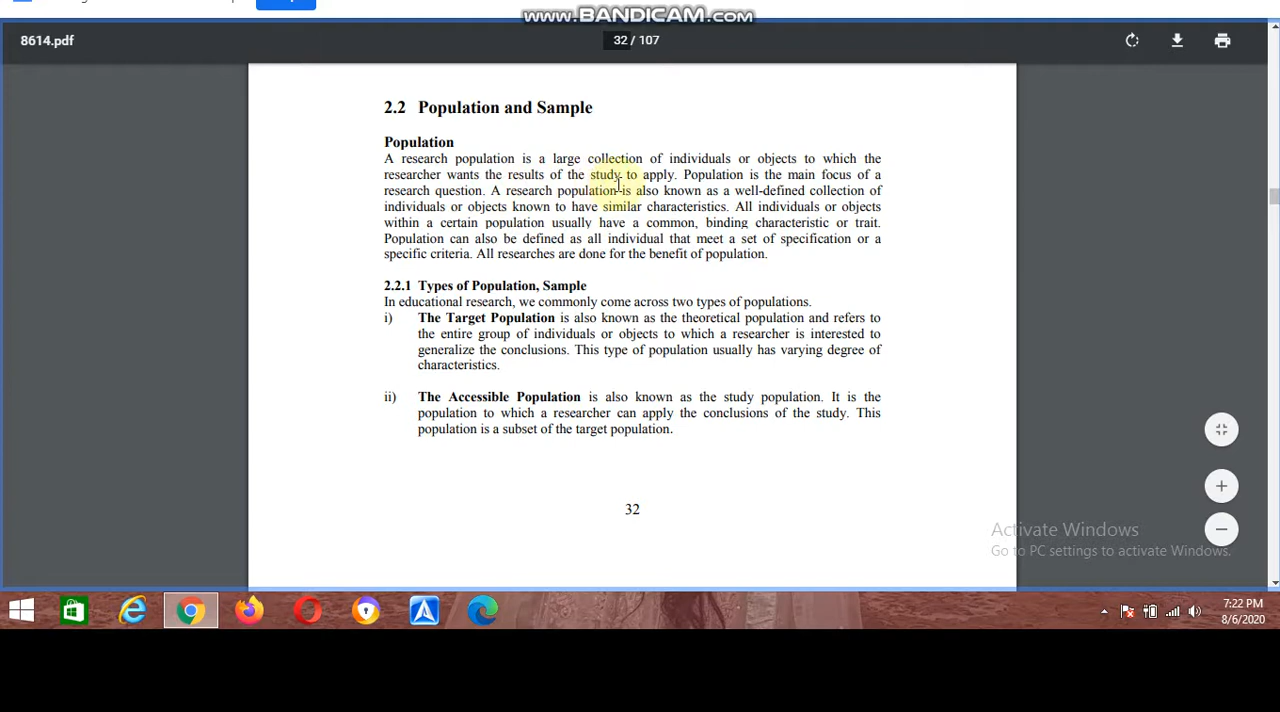 www.BANDICAM.com
8614.pdf
32 / 107
2.2 Population and Sample
Population
A research population is a large collection of individuals or objects to which the
researcher wants the results of the study to apply. Population is the main focus of a
research question. A research population is also known as a well-defined collection of
individuals or objects known to have similar characteristics. All individuals or objects
within a certain population usually have a common, binding characteristic or trait.
Population can also be defined as all individual that meet a set of specification or a
specific criteria. All researches are done for the benefit of population.
2.2.1 Types of Population, Sample
In educational research, we commonly come across two types of populations.
i) The Target Population is also known as the theoretical population and refers to
the entire group of individuals or objects to which a researcher is interested to
generalize the conclusions. This type of population usually has varying degree of
characteristics.
ii) The Accessible Population is also known as the study population. It is the
population to which a researcher can apply the conclusions of the study. This
population is a subset of the target population.
32
Activate Windows
Go to PC settings to activate Windows.
7:22 PM
8/6/2020